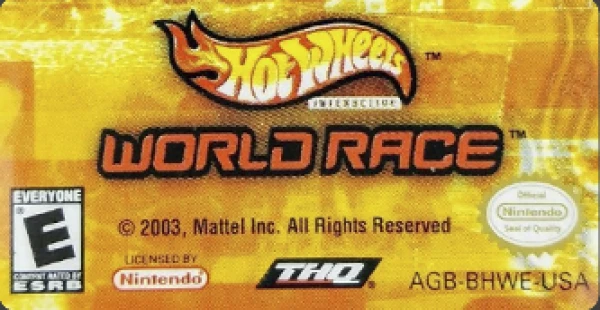 HOT WHEELS ™
INTERACTIVE
WORLD RACE ™
EVERYONE
E ®
CONTENT RATED BY
ESRB
© 2003, Mattel Inc. All Rights Reserved
Official
Nintendo
Seal of Quality
LICENSED BY
Nintendo
THQ ®
AGB-BHWE-USA